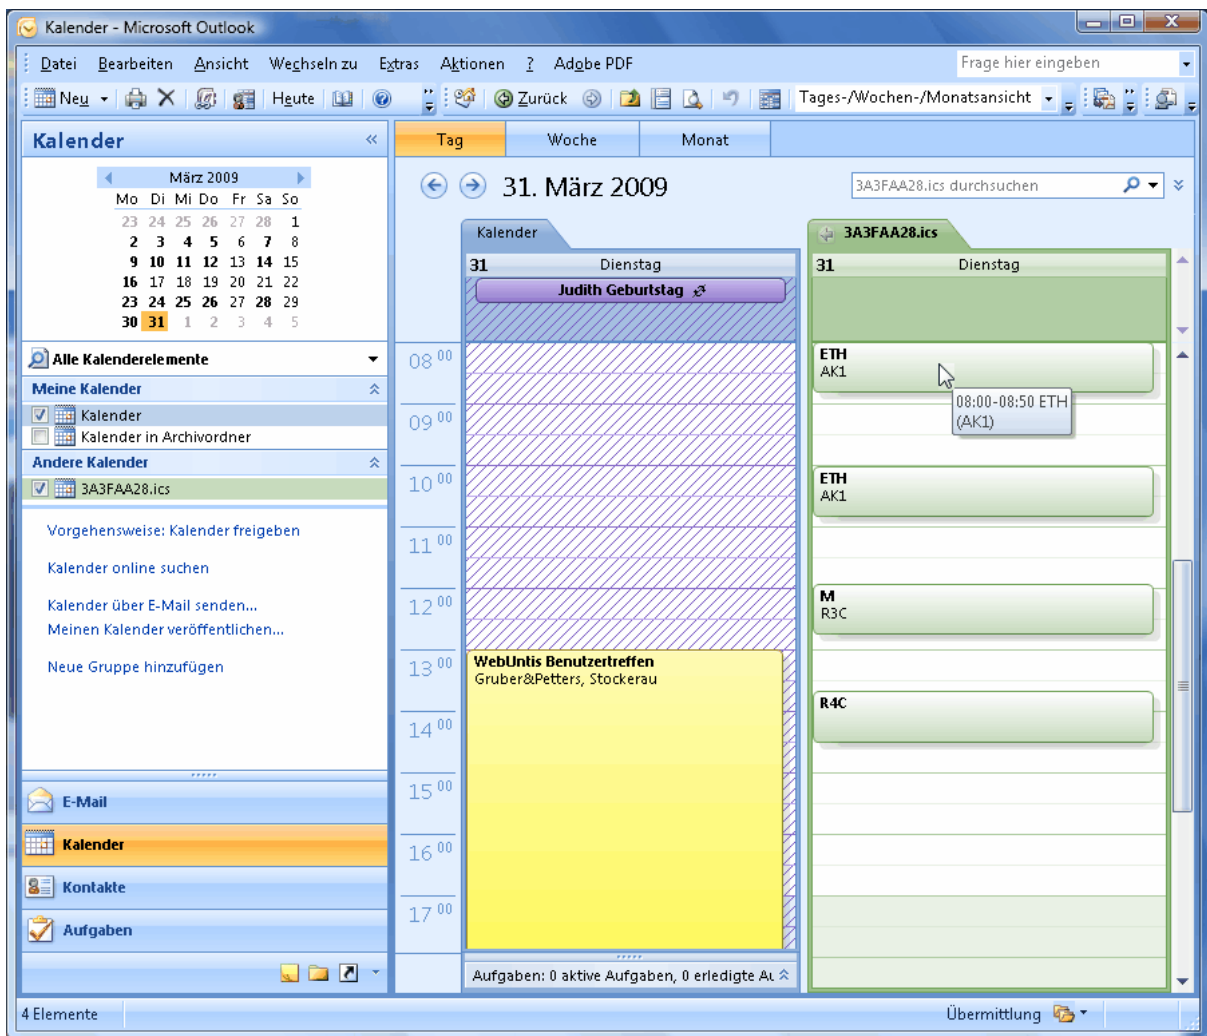 Kalender - Microsoft Outlook
Datei Bearbeiten Ansicht Wechseln zu Extras Aktionen ? Adobe PDF Frage hier eingeben
Neu Heute Zurück Tages-/Wochen-/Monatsansicht
Kalender «
März 2009
Mo Di Mi Do Fr Sa So
23 24 25 26 27 28 1
2 3 4 5 6 7 8
9 10 11 12 13 14 15
16 17 18 19 20 21 22
23 24 25 26 27 28 29
30 31 1 2 3 4 5
Alle Kalenderelemente
Meine Kalender
Kalender
Kalender in Archivordner
Andere Kalender
3A3FAA28.ics
Vorgehensweise: Kalender freigeben
Kalender online suchen
Kalender über E-Mail senden...
Meinen Kalender veröffentlichen...
Neue Gruppe hinzufügen
E-Mail
Kalender
Kontakte
Aufgaben
Tag Woche Monat
31. März 2009
3A3FAA28.ics durchsuchen
Kalender
31 Dienstag
Judith Geburtstag
08 00
09 00
10 00
11 00
12 00
13 00
14 00
15 00
16 00
17 00
WebUntis Benutzertreffen
Gruber&Petters, Stockerau
Aufgaben: 0 aktive Aufgaben, 0 erledigte Au
3A3FAA28.ics
31 Dienstag
ETH
AK1
08:00-08:50 ETH
(AK1)
ETH
AK1
M
R3C
R4C
4 Elemente
Übermittlung